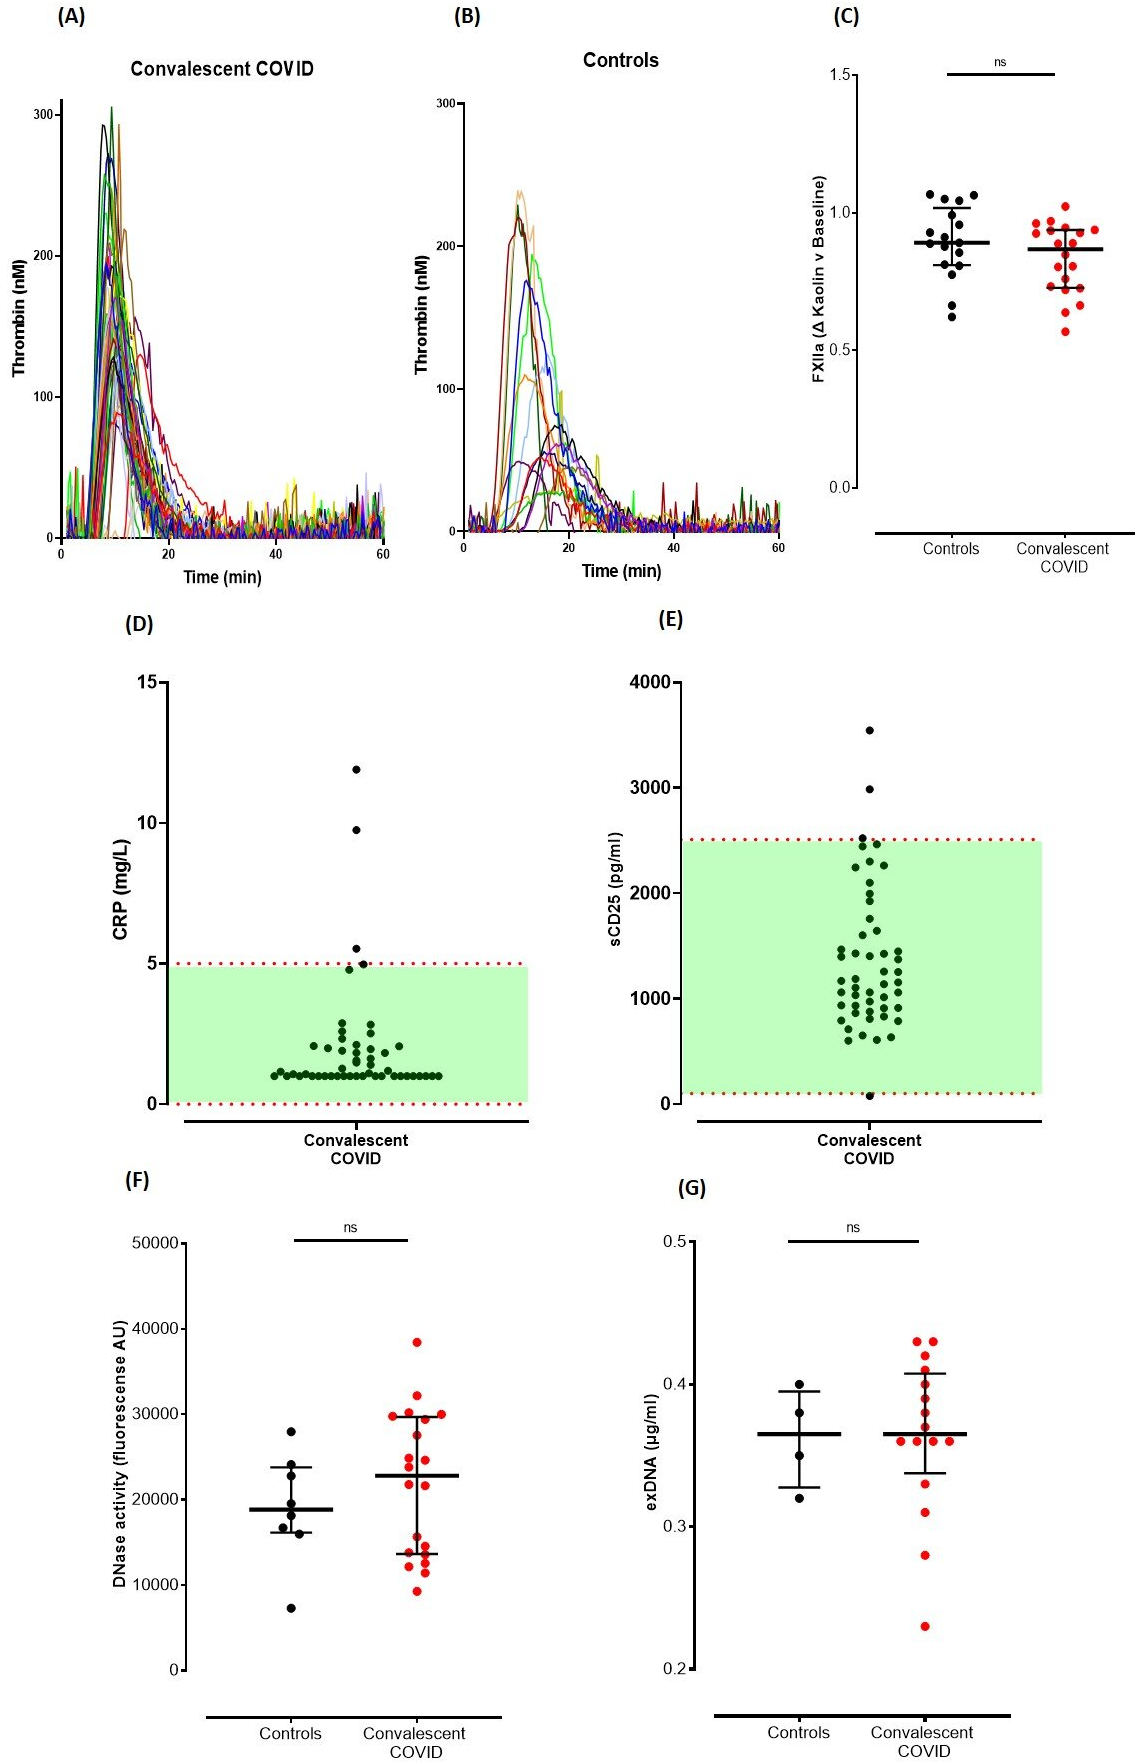 (A)
Convalescent COVID
Thrombin (nM)
300
200
100
0
0
20
40
60
Time (min)
(B)
Controls
Thrombin (nM)
300
200
100
0
0
20
40
60
Time (min)
(C)
ns
FXIIa (Δ Kaolin v Baseline)
1.5
1.0
0.5
0.0
Controls
Convalescent
COVID
(D)
CRP (mg/L)
15
10
5
0
Convalescent
COVID
(E)
sCD25 (pg/ml)
4000
3000
2000
1000
0
Convalescent
COVID
(F)
ns
DNase activity (fluorescense AU)
50000
40000
30000
20000
10000
0
Controls
Convalescent
COVID
(G)
ns
exDNA (µg/ml)
0.5
0.4
0.3
0.2
Controls
Convalescent
COVID